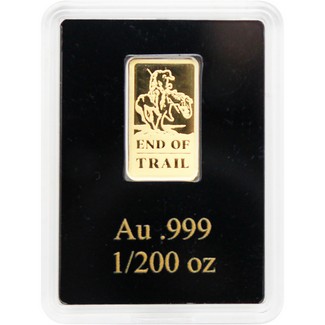 END OF
TRAIL
Au .999
1/200 oz